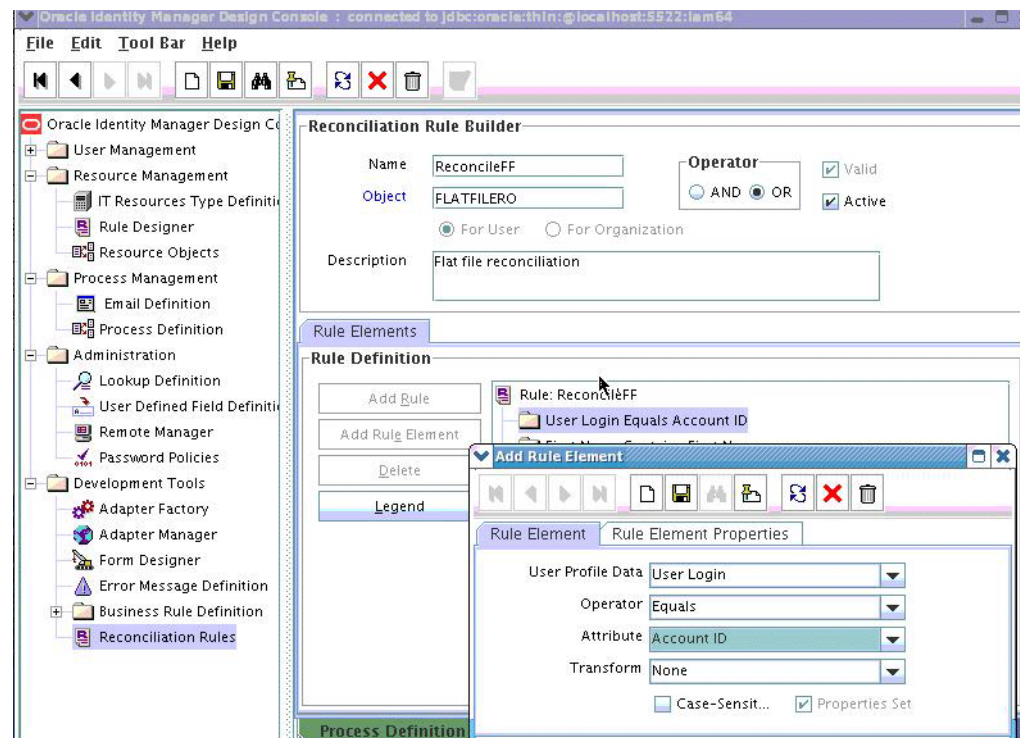 Oracle Identity Manager Design Console : connected to jdbc:oracle:thin:@localhost:5522:iam64
File Edit Tool Bar Help
Oracle Identity Manager Design Co
User Management
Resource Management
IT Resources Type Definiti
Rule Designer
Resource Objects
Process Management
Email Definition
Process Definition
Administration
Lookup Definition
User Defined Field Definiti
Remote Manager
Password Policies
Development Tools
Adapter Factory
Adapter Manager
Form Designer
Error Message Definition
Business Rule Definition
Reconciliation Rules
Reconciliation Rule Builder
Name ReconcileFF
Object FLATFILERO
Operator
AND OR
Valid
Active
For User For Organization
Description Flat file reconciliation
Rule Elements
Rule Definition
Add Rule
Add Rule Element
Delete
Legend
Rule: ReconcileFF
User Login Equals Account ID
Add Rule Element
Rule Element Rule Element Properties
User Profile Data User Login
Operator Equals
Attribute Account ID
Transform None
Case-Sensit... Properties Set
Process Definition